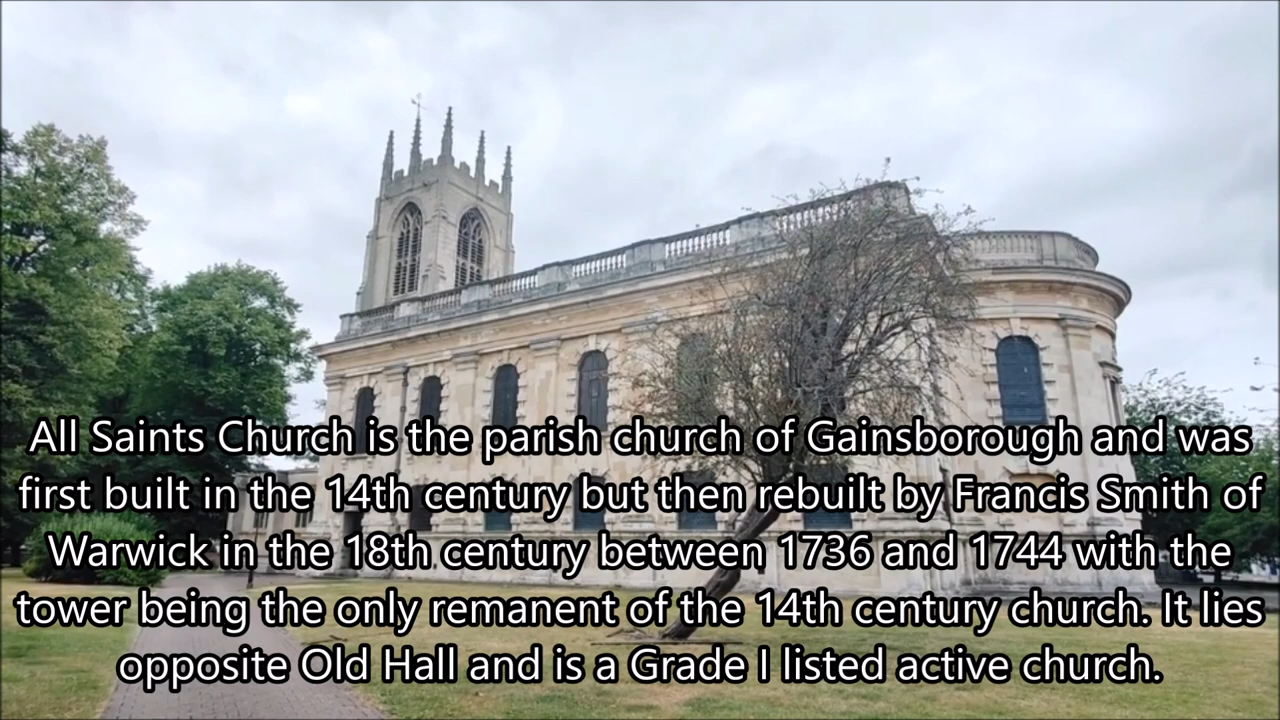 All Saints Church is the parish church of Gainsborough and was
first built in the 14th century but then rebuilt by Francis Smith of
Warwick in the 18th century between 1736 and 1744 with the
tower being the only remanent of the 14th century church. It lies
opposite Old Hall and is a Grade I listed active church.